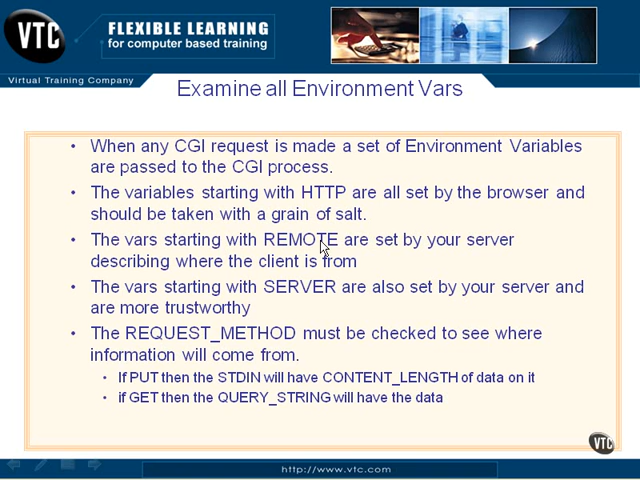 VTC
FLEXIBLE LEARNING
for computer based training
Virtual Training Company
Examine all Environment Vars
• When any CGI request is made a set of Environment Variables
are passed to the CGI process.
• The variables starting with HTTP are all set by the browser and
should be taken with a grain of salt.
• The vars starting with REMOTE are set by your server
describing where the client is from
• The vars starting with SERVER are also set by your server and
are more trustworthy
• The REQUEST_METHOD must be checked to see where
information will come from.
• If PUT then the STDIN will have CONTENT_LENGTH of data on it
• if GET then the QUERY_STRING will have the data
VTC
http://www.vtc.com